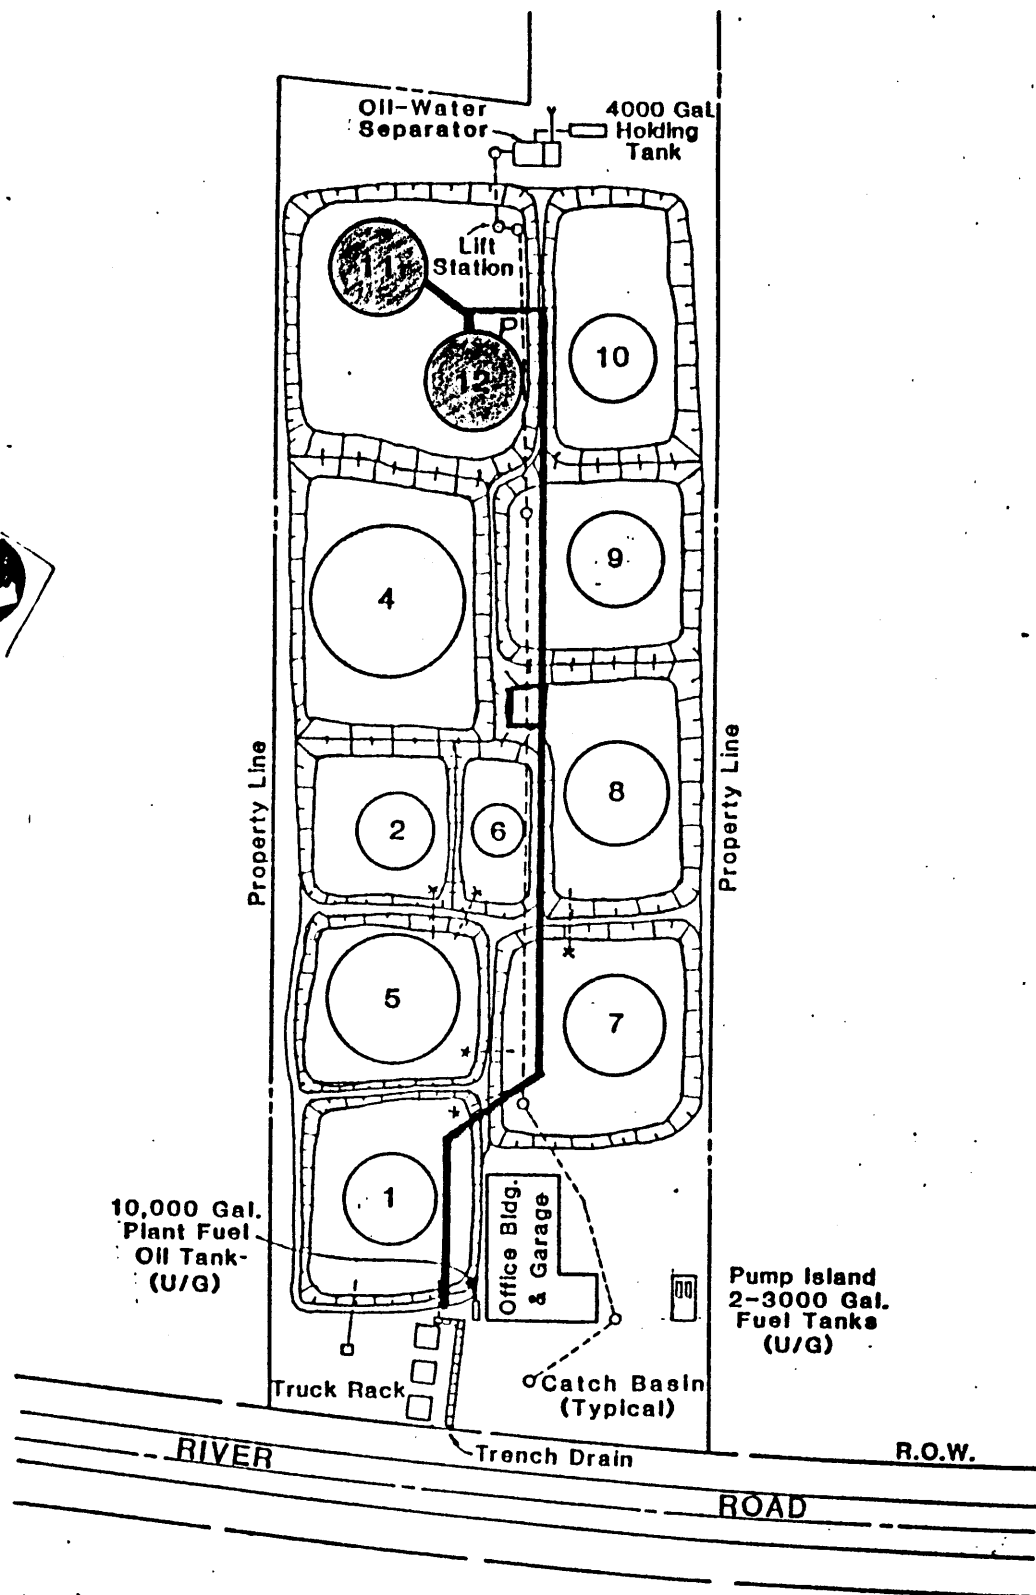 Oil-Water
Separator
4000 Gal.
Holding
Tank
Lift
Station
11
P
12
10
9
4
8
2
6
Property Line
Property Line
5
7
1
10,000 Gal.
Plant Fuel
Oil Tank-
(U/G)
Office Bldg.
& Garage
Pump Island
2-3000 Gal.
Fuel Tanks
(U/G)
Truck Rack
Catch Basin
(Typical)
Trench Drain
R.O.W.
RIVER
ROAD